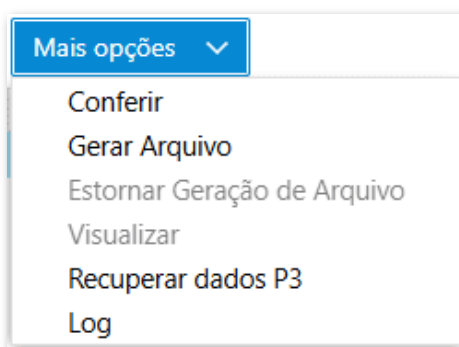 Mais opções
Conferir
Gerar Arquivo
Estornar Geração de Arquivo
Visualizar
Recuperar dados P3
Log